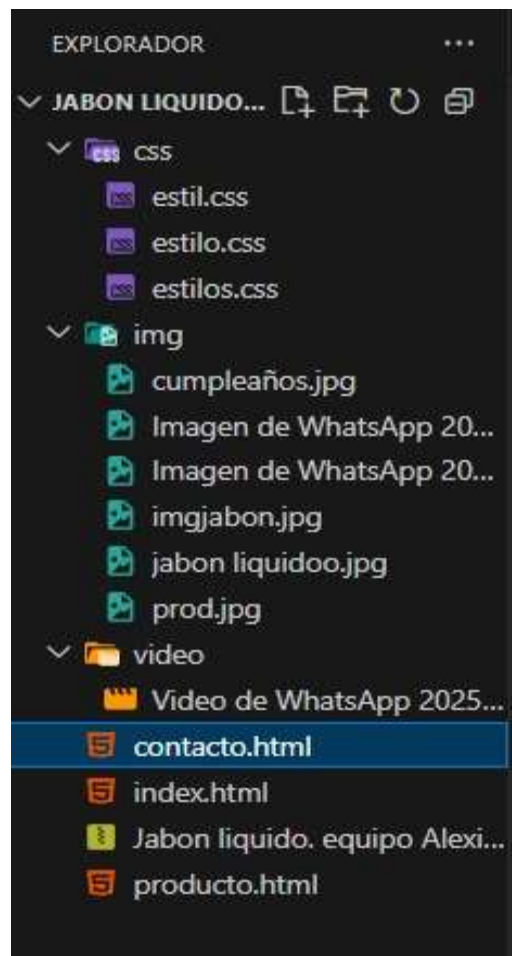 EXPLORADOR ···
JABON LIQUIDO...
css css
estil.css
estilo.css
estilos.css
img
cumpleaños.jpg
Imagen de WhatsApp 20...
Imagen de WhatsApp 20...
imgjabon.jpg
jabon liquidoo.jpg
prod.jpg
video
Video de WhatsApp 2025...
contacto.html
index.html
Jabon liquido. equipo Alexi...
producto.html